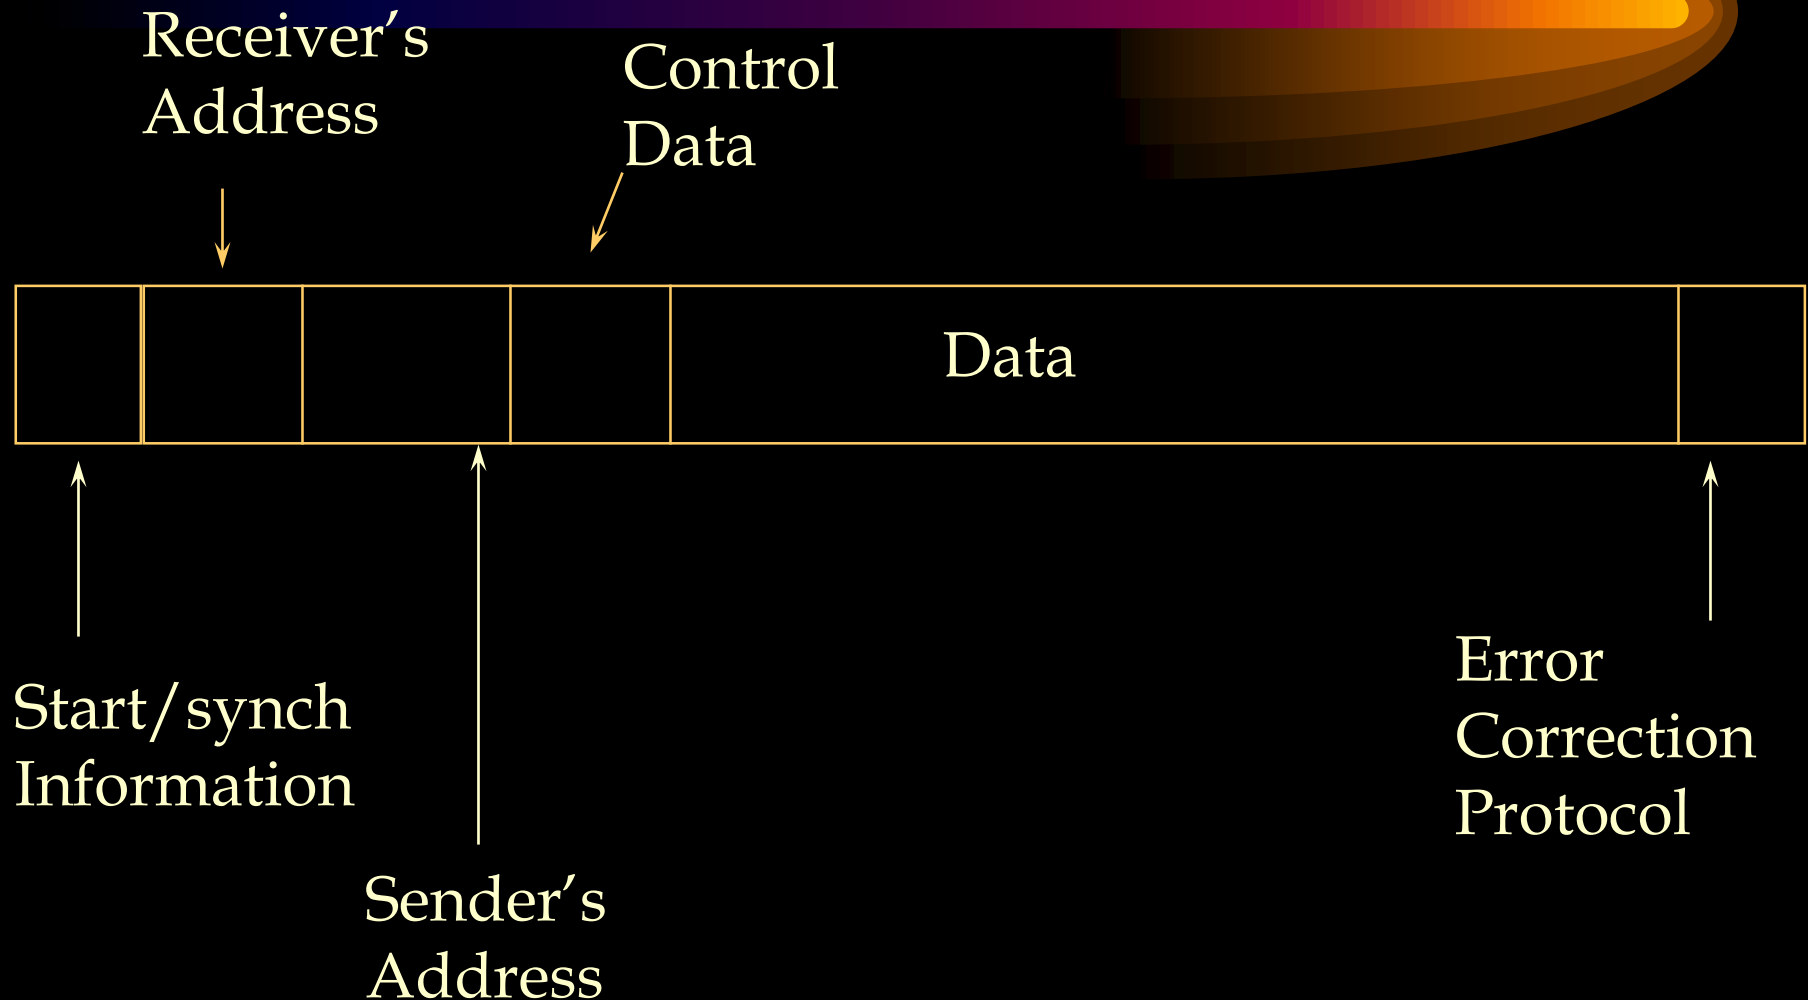 Receiver’s
Address
Control
Data
Data
Start/synch
Information
Sender’s
Address
Error
Correction
Protocol